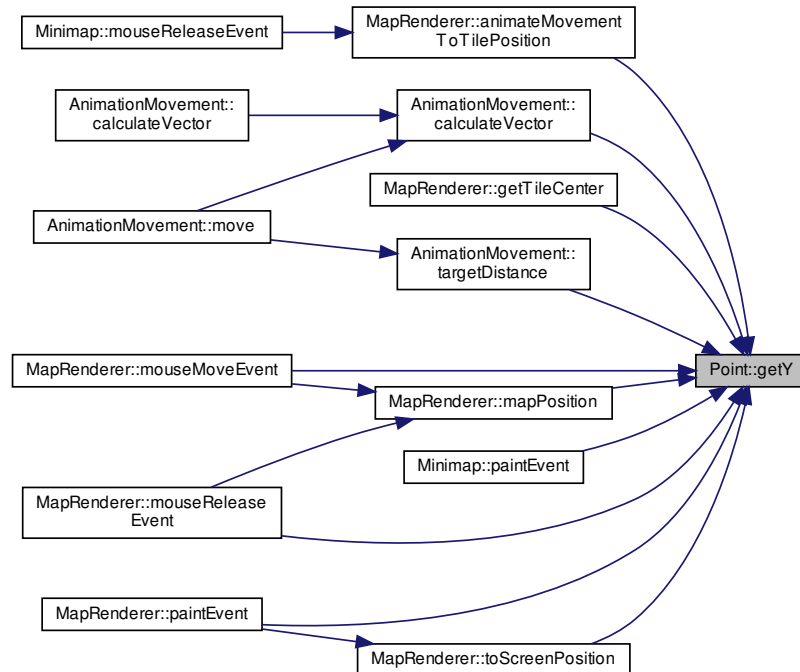 Minimap::mouseReleaseEvent
MapRenderer::animateMovement
ToTilePosition
AnimationMovement::
calculateVector
AnimationMovement::
calculateVector
MapRenderer::getTileCenter
AnimationMovement::move
AnimationMovement::
targetDistance
MapRenderer::mouseMoveEvent
Point::getY
MapRenderer::mapPosition
Minimap::paintEvent
MapRenderer::mouseRelease
Event
MapRenderer::paintEvent
MapRenderer::toScreenPosition